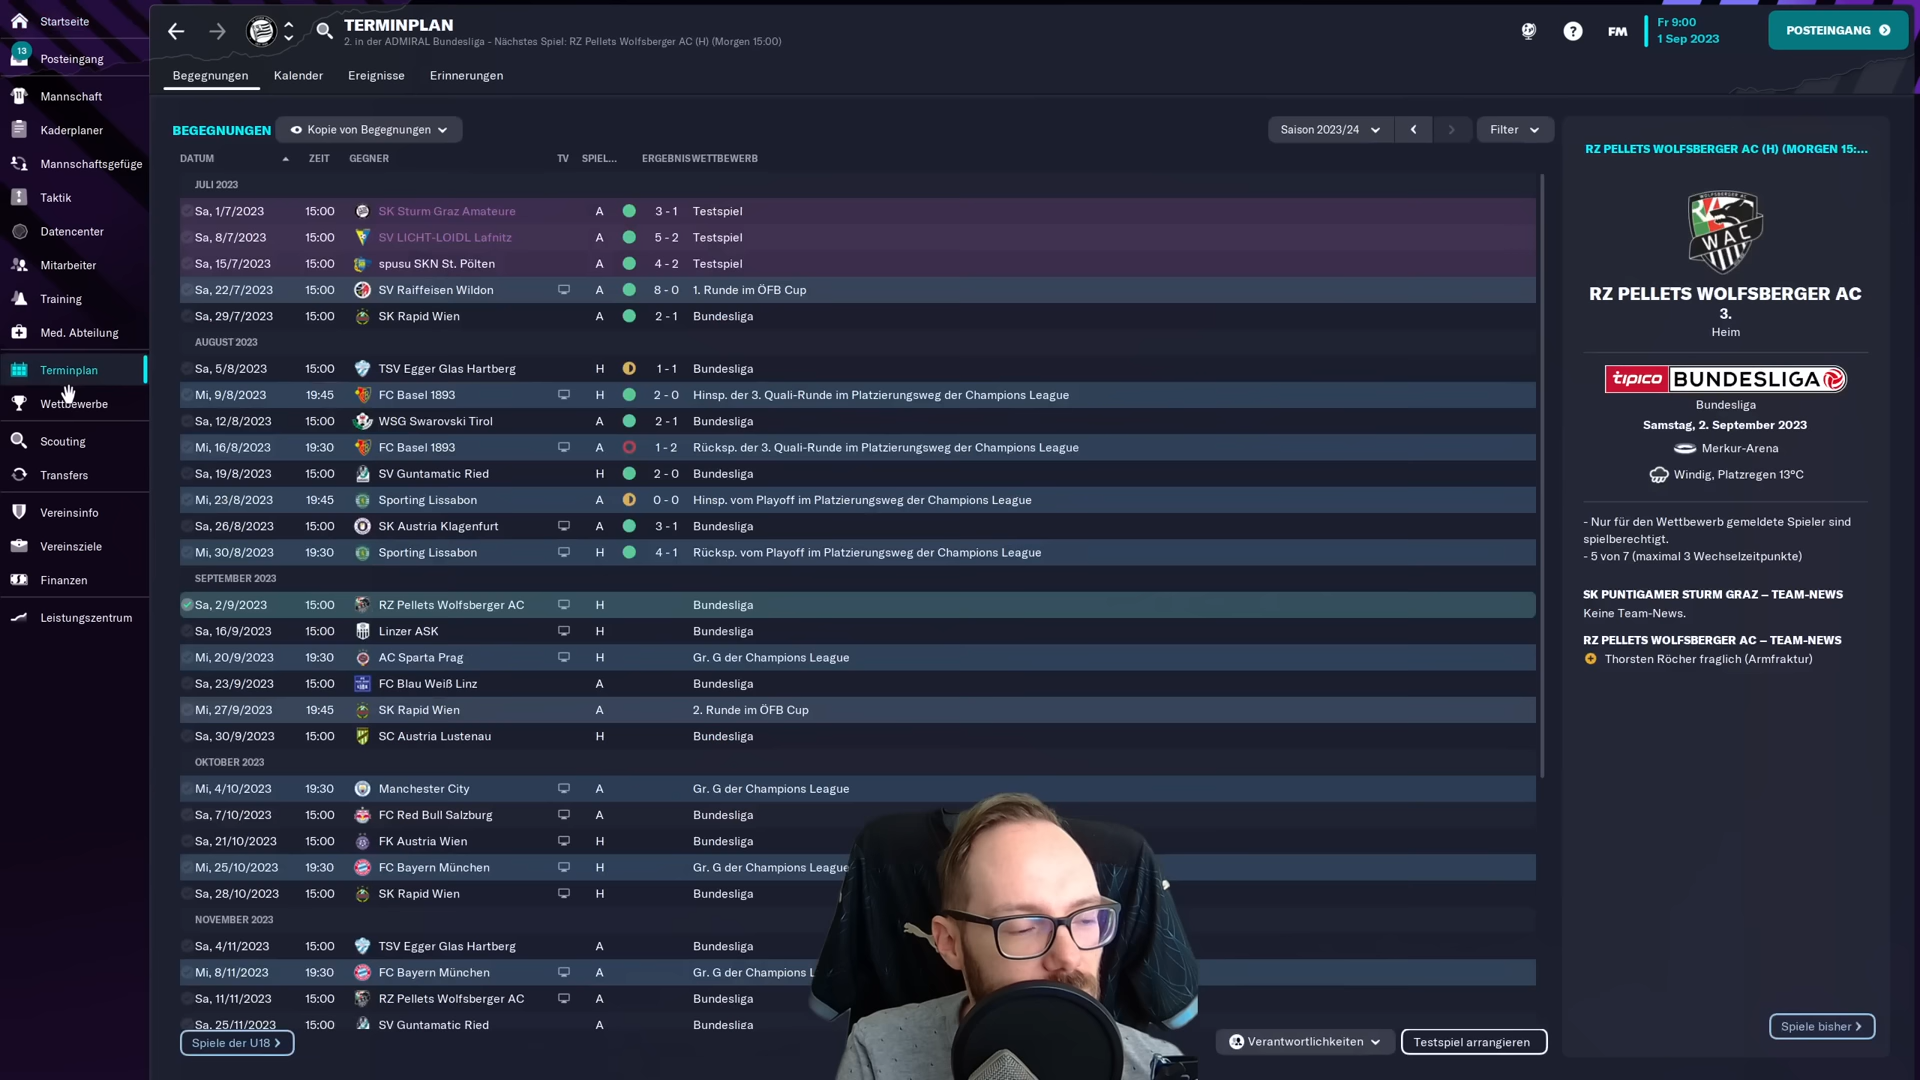 Startseite
13
Posteingang
Mannschaft
Kaderplaner
Mannschaftsgefüge
Taktik
Datencenter
Mitarbeiter
Training
Med. Abteilung
Terminplan
Wettbewerbe
Scouting
Transfers
Vereinsinfo
Vereinsziele
Finanzen
Leistungszentrum
TERMINPLAN
2. in der ADMIRAL Bundesliga - Nächstes Spiel: RZ Pellets Wolfsberger AC (H) (Morgen 15:00)
FM
Fr 9:00
1 Sep 2023
POSTEINGANG
Begegnungen Kalender Ereignisse Erinnerungen
BEGEGNUNGEN Kopie von Begegnungen Saison 2023/24 Filter
DATUM ZEIT GEGNER TV SPIEL... ERGEBNIS WETTBEWERB
JULI 2023
Sa, 1/7/2023 15:00 SK Sturm Graz Amateure A 3 - 1 Testspiel
Sa, 8/7/2023 15:00 SV LICHT-LOIDL Lafnitz A 5 - 2 Testspiel
Sa, 15/7/2023 15:00 spusu SKN St. Pölten A 4 - 2 Testspiel
Sa, 22/7/2023 15:00 SV Raiffeisen Wildon A 8 - 0 1. Runde im ÖFB Cup
Sa, 29/7/2023 15:00 SK Rapid Wien A 2 - 1 Bundesliga
AUGUST 2023
Sa, 5/8/2023 15:00 TSV Egger Glas Hartberg H 1 - 1 Bundesliga
Mi, 9/8/2023 19:45 FC Basel 1893 H 2 - 0 Hinsp. der 3. Quali-Runde im Platzierungsweg der Champions League
Sa, 12/8/2023 15:00 WSG Swarovski Tirol A 2 - 1 Bundesliga
Mi, 16/8/2023 19:30 FC Basel 1893 A 1 - 2 Rücksp. der 3. Quali-Runde im Platzierungsweg der Champions League
Sa, 19/8/2023 15:00 SV Guntamatic Ried H 2 - 0 Bundesliga
Mi, 23/8/2023 19:45 Sporting Lissabon A 0 - 0 Hinsp. vom Playoff im Platzierungsweg der Champions League
Sa, 26/8/2023 15:00 SK Austria Klagenfurt A 3 - 1 Bundesliga
Mi, 30/8/2023 19:30 Sporting Lissabon H 4 - 1 Rücksp. vom Playoff im Platzierungsweg der Champions League
SEPTEMBER 2023
Sa, 2/9/2023 15:00 RZ Pellets Wolfsberger AC H Bundesliga
Sa, 16/9/2023 15:00 Linzer ASK H Bundesliga
Mi, 20/9/2023 19:30 AC Sparta Prag H Gr. G der Champions League
Sa, 23/9/2023 15:00 FC Blau Weiß Linz A Bundesliga
Mi, 27/9/2023 19:45 SK Rapid Wien A 2. Runde im ÖFB Cup
Sa, 30/9/2023 15:00 SC Austria Lustenau H Bundesliga
OKTOBER 2023
Mi, 4/10/2023 19:30 Manchester City A Gr. G der Champions League
Sa, 7/10/2023 15:00 FC Red Bull Salzburg A Bundesliga
Sa, 21/10/2023 15:00 FK Austria Wien H Bundesliga
Mi, 25/10/2023 19:30 FC Bayern München H Gr. G der Champions League
Sa, 28/10/2023 15:00 SK Rapid Wien H Bundesliga
NOVEMBER 2023
Sa, 4/11/2023 15:00 TSV Egger Glas Hartberg A Bundesliga
Mi, 8/11/2023 19:30 FC Bayern München A Gr. G der Champions L
Sa, 11/11/2023 15:00 RZ Pellets Wolfsberger AC A Bundesliga
Sa, 25/11/2023 15:00 SV Guntamatic Ried A Bundesliga
Spiele der U18 Verantwortlichkeiten Testspiel arrangieren
RZ PELLETS WOLFSBERGER AC (H) (MORGEN 15:...
WAC
RZ PELLETS WOLFSBERGER AC
3.
Heim
tipico BUNDESLIGA
Bundesliga
Samstag, 2. September 2023
Merkur-Arena
Windig, Platzregen 13°C
- Nur für den Wettbewerb gemeldete Spieler sind
spielberechtigt.
- 5 von 7 (maximal 3 Wechselzeitpunkte)
SK PUNTIGAMER STURM GRAZ – TEAM-NEWS
Keine Team-News.
RZ PELLETS WOLFSBERGER AC – TEAM-NEWS
Thorsten Röcher fraglich (Armfraktur)
Spiele bisher